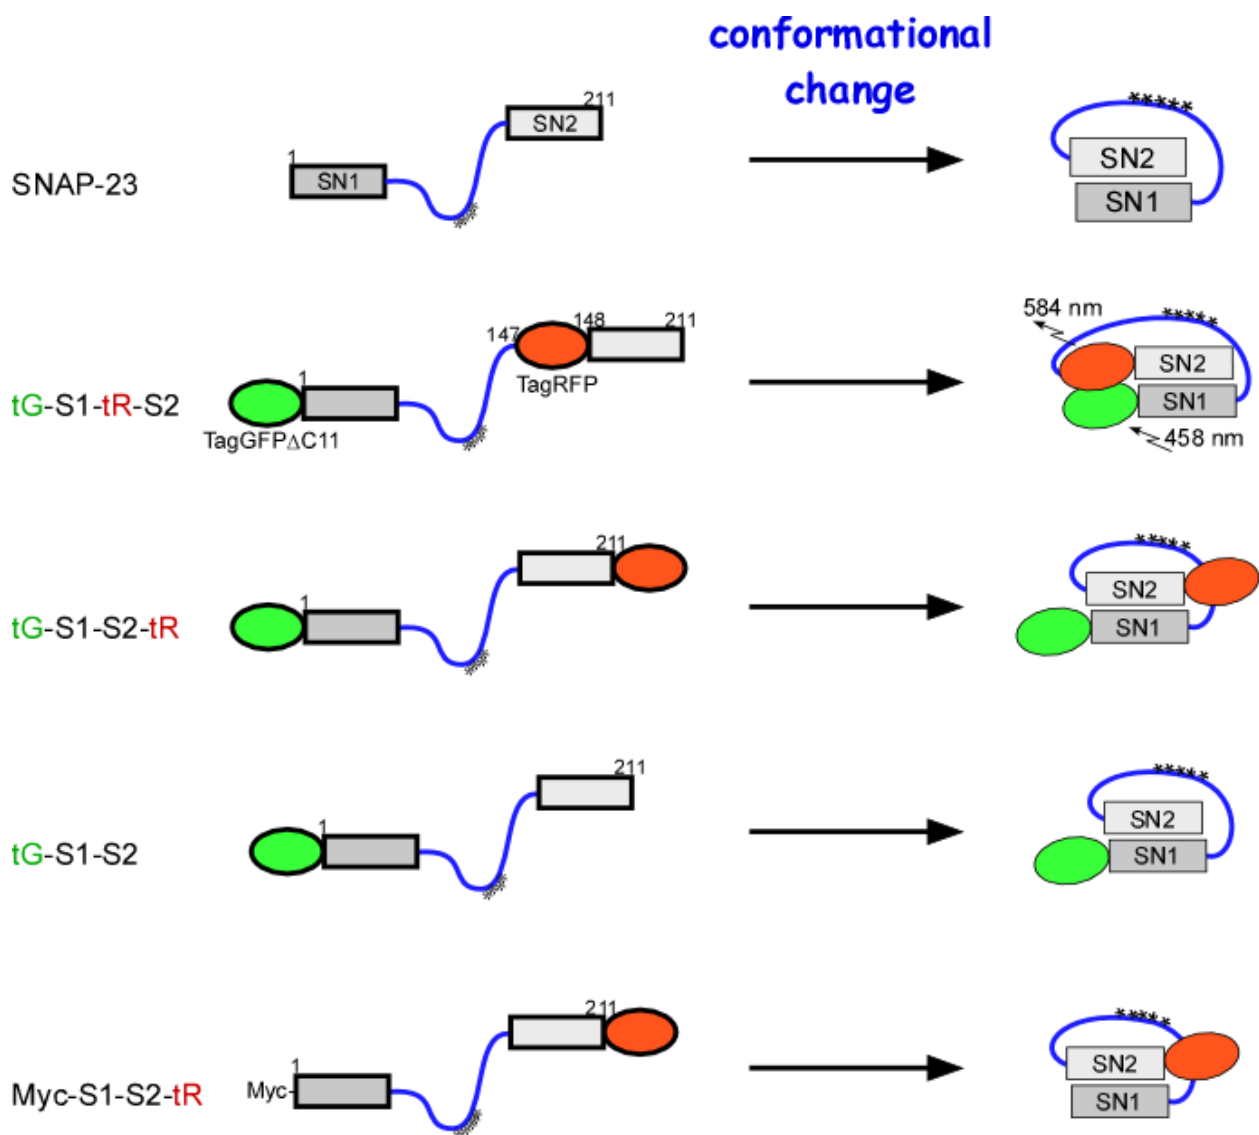 conformational
change
SNAP-23
1
SN1
211
SN2
*****
SN2
SN1
tG-S1-tR-S2
1
TagGFPΔC11
147
148
211
TagRFP
584 nm
*****
SN2
SN1
458 nm
tG-S1-S2-tR
1
211
*****
SN2
SN1
tG-S1-S2
1
211
*****
SN2
SN1
Myc-S1-S2-tR
Myc-
1
211
*****
SN2
SN1